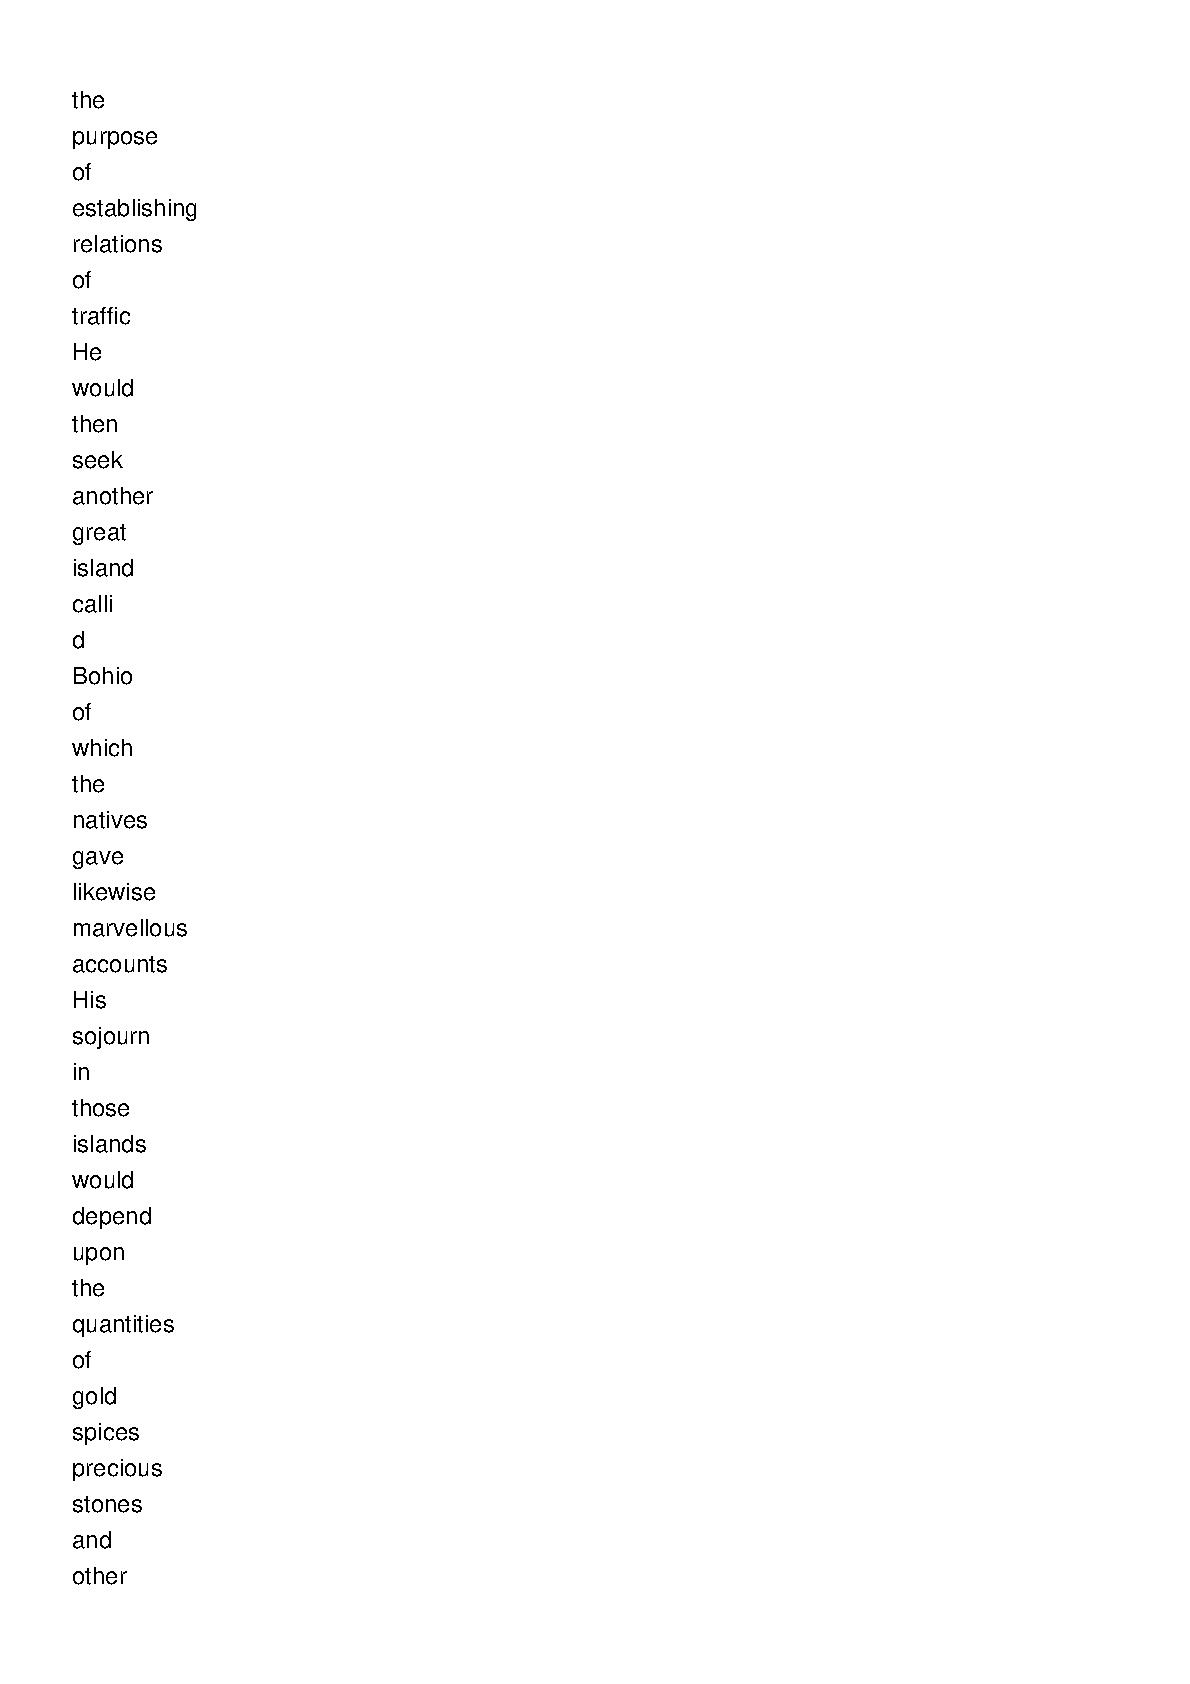 the
purpose
of
establishing
relations
of
traffic
He
would
then
seek
another
great
island
calli
d
Bohio
of
which
the
natives
gave
likewise
marvellous
accounts
His
sojourn
in
those
islands
would
depend
upon
the
quantities
of
gold
spices
precious
stones
and
other